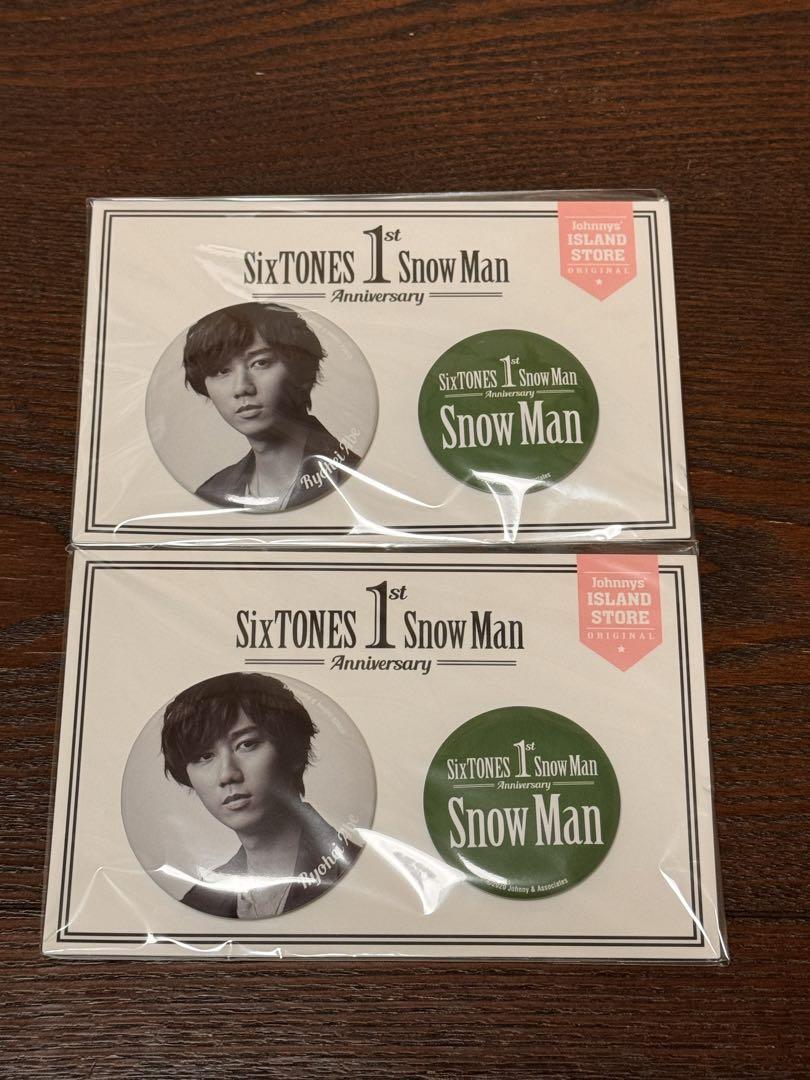 SixTONES 1st Snow Man
Anniversary
Johnnys'
ISLAND
STORE
ORIGINAL
Ryohei Abe
SixTONES 1st Snow Man
Anniversary
Snow Man
Associates
SixTONES 1st Snow Man
Anniversary
Johnnys'
ISLAND
STORE
ORIGINAL
Ryohei Abe
SixTONES 1st Snow Man
Anniversary
Snow Man
©2020 Johnny & Associates